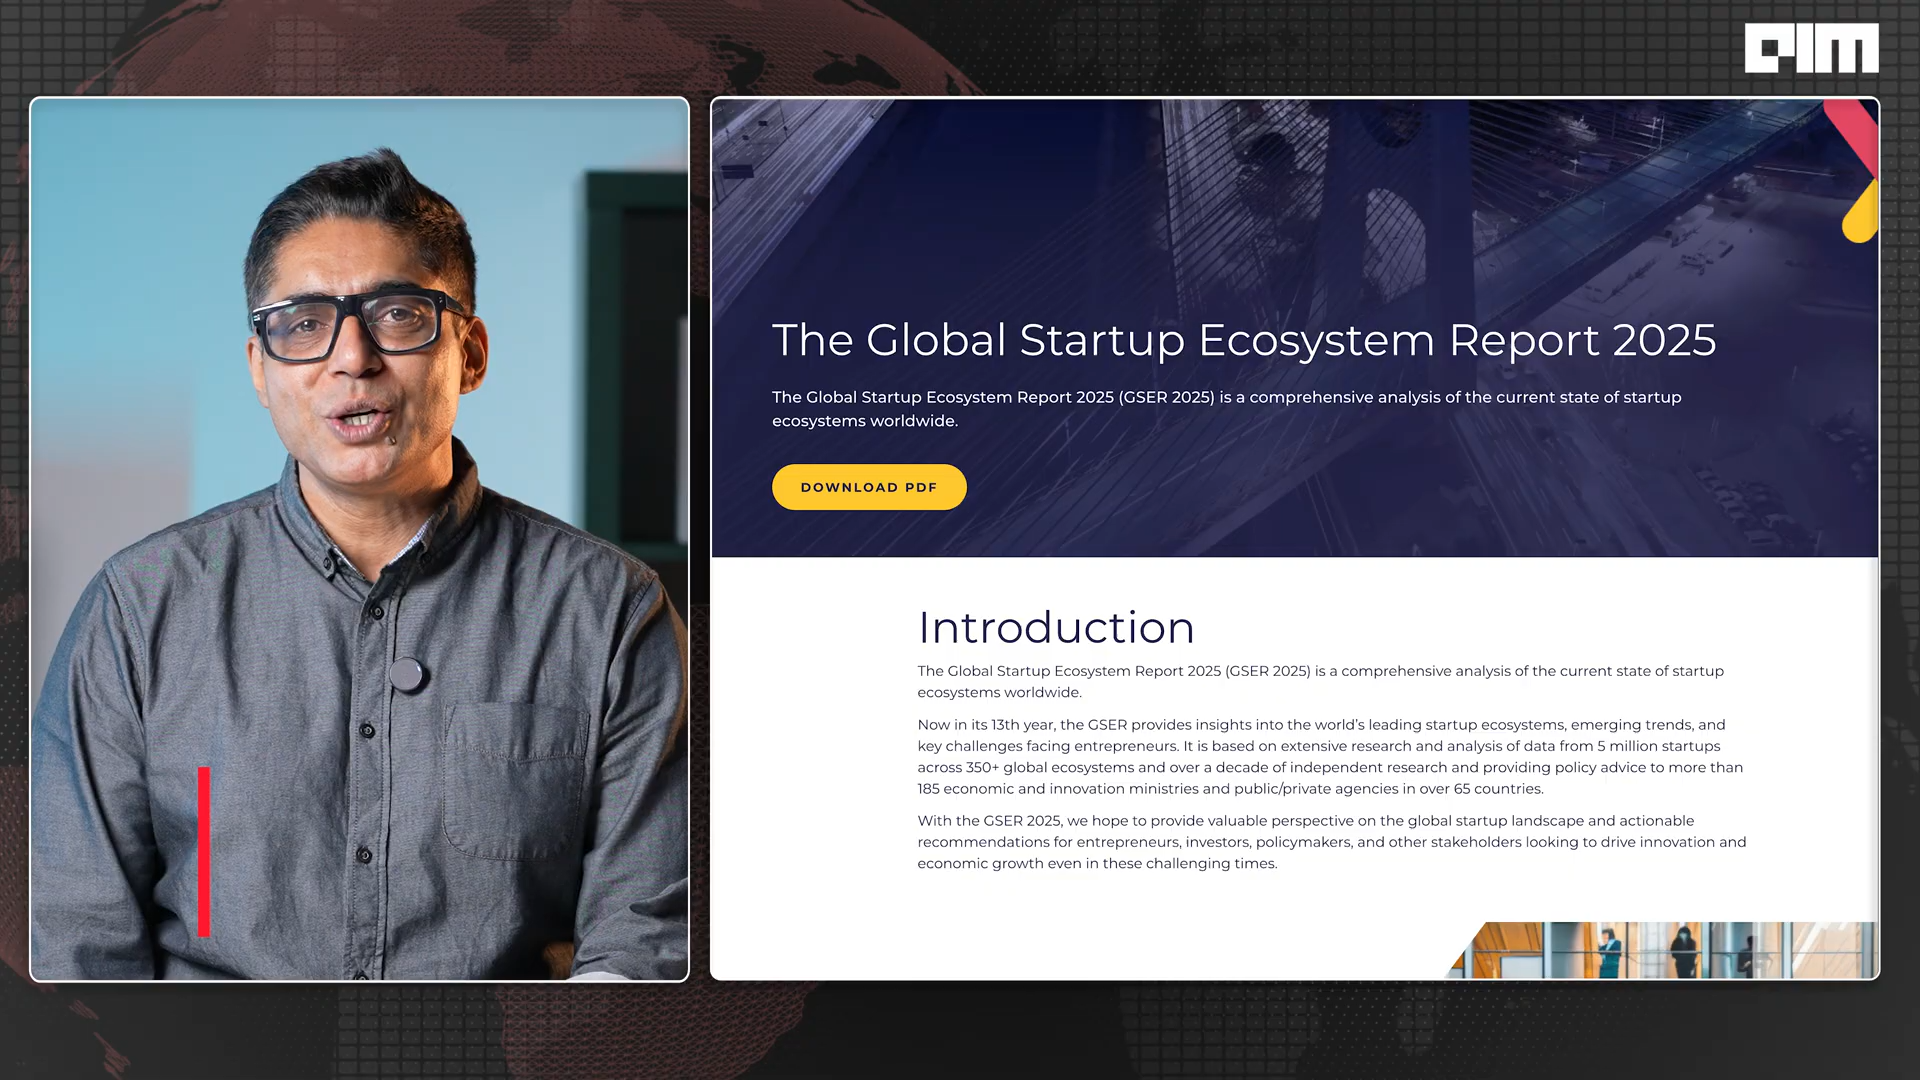 aim
The Global Startup Ecosystem Report 2025
The Global Startup Ecosystem Report 2025 (GSER 2025) is a comprehensive analysis of the current state of startup
ecosystems worldwide.
DOWNLOAD PDF
Introduction
The Global Startup Ecosystem Report 2025 (GSER 2025) is a comprehensive analysis of the current state of startup
ecosystems worldwide.
Now in its 13th year, the GSER provides insights into the world’s leading startup ecosystems, emerging trends, and
key challenges facing entrepreneurs. It is based on extensive research and analysis of data from 5 million startups
across 350+ global ecosystems and over a decade of independent research and providing policy advice to more than
185 economic and innovation ministries and public/private agencies in over 65 countries.
With the GSER 2025, we hope to provide valuable perspective on the global startup landscape and actionable
recommendations for entrepreneurs, investors, policymakers, and other stakeholders looking to drive innovation and
economic growth even in these challenging times.